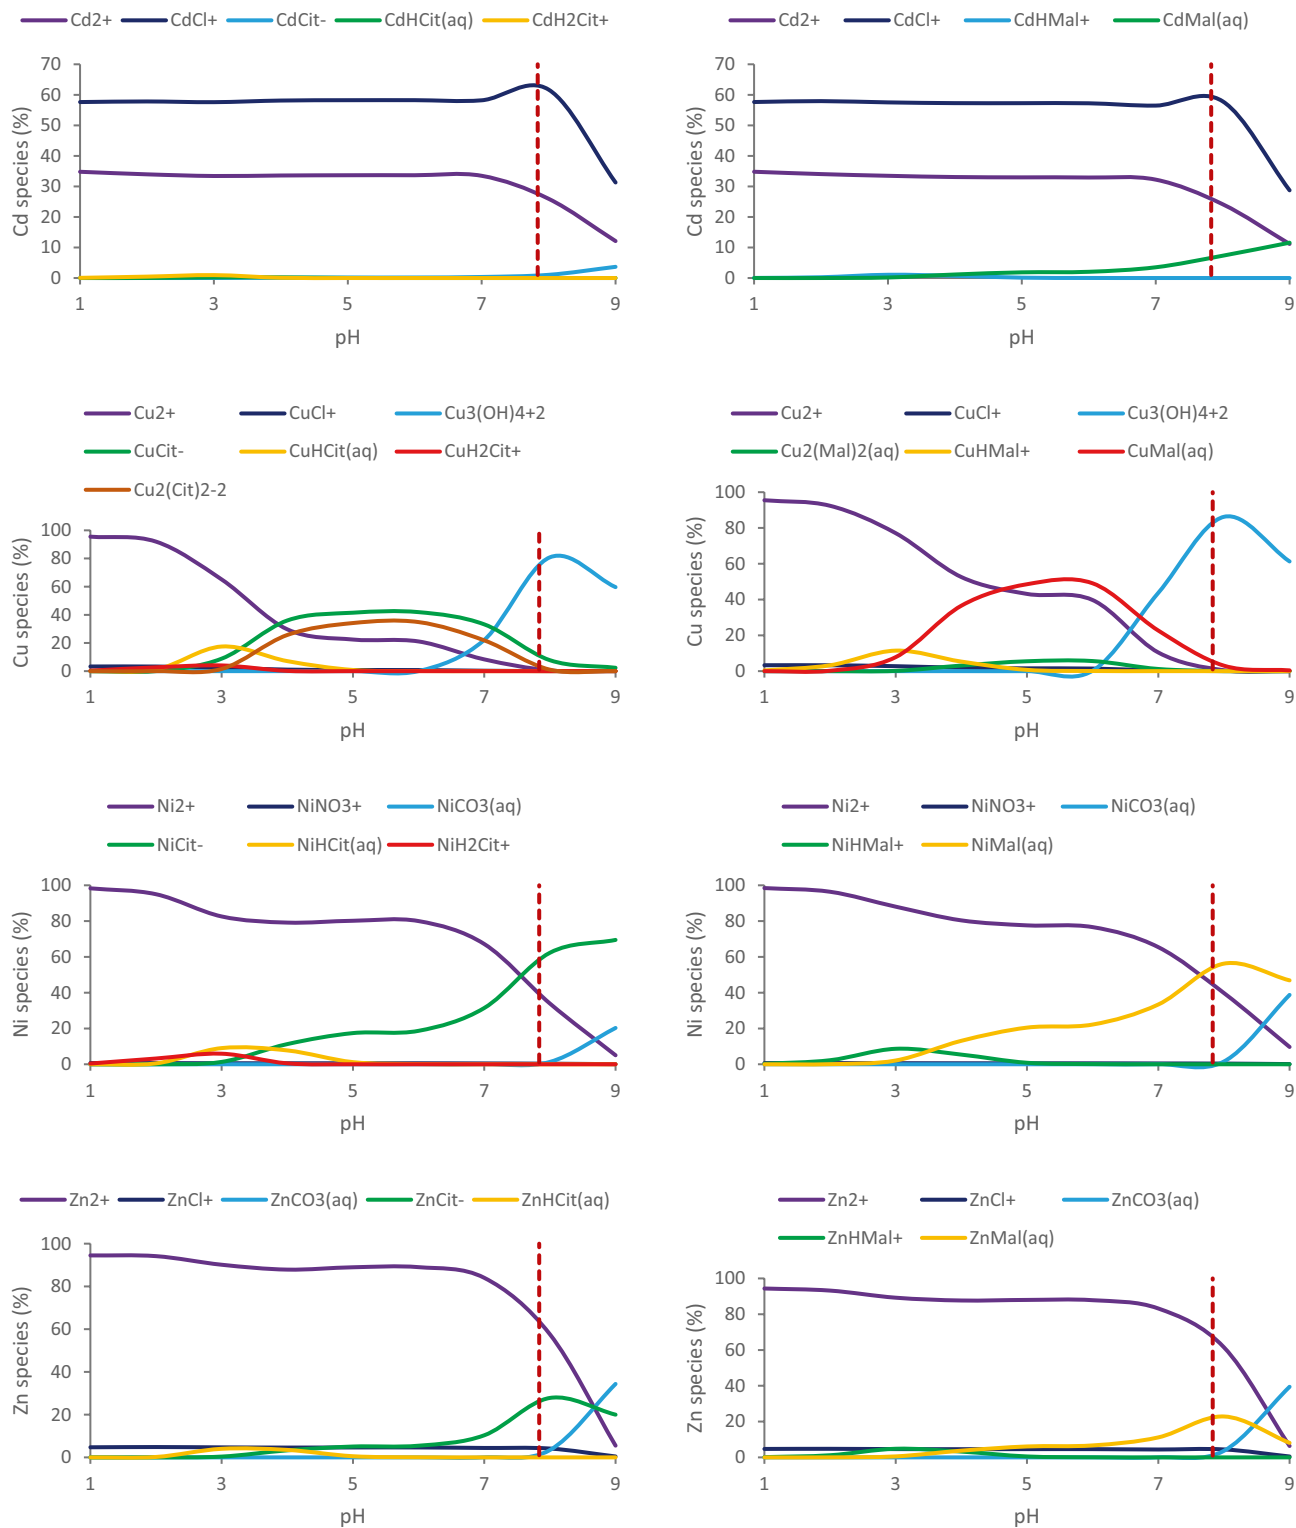 Cd2+ CdCl+ CdCit- CdHCit(aq) CdH2Cit+
Cd species (%)
70
60
50
40
30
20
10
0
1 3 5 7 9
pH
Cd2+ CdCl+ CdHMal+ CdMal(aq)
Cd species (%)
70
60
50
40
30
20
10
0
1 3 5 7 9
pH
Cu2+ CuCl+ Cu3(OH)4+2
CuCit- CuHCit(aq) CuH2Cit+
Cu2(Cit)2-2
Cu species (%)
100
80
60
40
20
0
1 3 5 7 9
pH
Cu2+ CuCl+ Cu3(OH)4+2
Cu2(Mal)2(aq) CuHMal+ CuMal(aq)
Cu species (%)
100
80
60
40
20
0
1 3 5 7 9
pH
Ni2+ NiNO3+ NiCO3(aq)
NiCit- NiHCit(aq) NiH2Cit+
Ni species (%)
100
80
60
40
20
0
1 3 5 7 9
pH
Ni2+ NiNO3+ NiCO3(aq)
NiHMal+ NiMal(aq)
Ni species (%)
100
80
60
40
20
0
1 3 5 7 9
pH
Zn2+ ZnCl+ ZnCO3(aq) ZnCit- ZnHCit(aq)
Zn species (%)
100
80
60
40
20
0
1 3 5 7 9
pH
Zn2+ ZnCl+ ZnCO3(aq)
ZnHMal+ ZnMal(aq)
Zn species (%)
100
80
60
40
20
0
1 3 5 7 9
pH